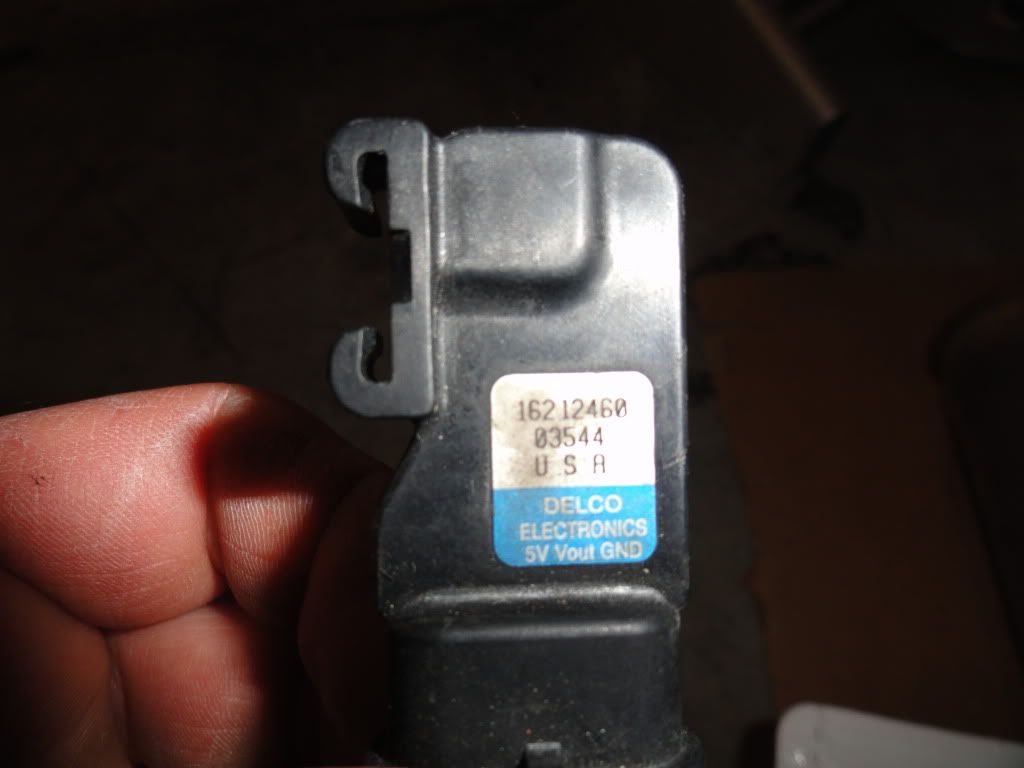 16212460
03544
U S A
DELCO
ELECTRONICS
5V Vout GND